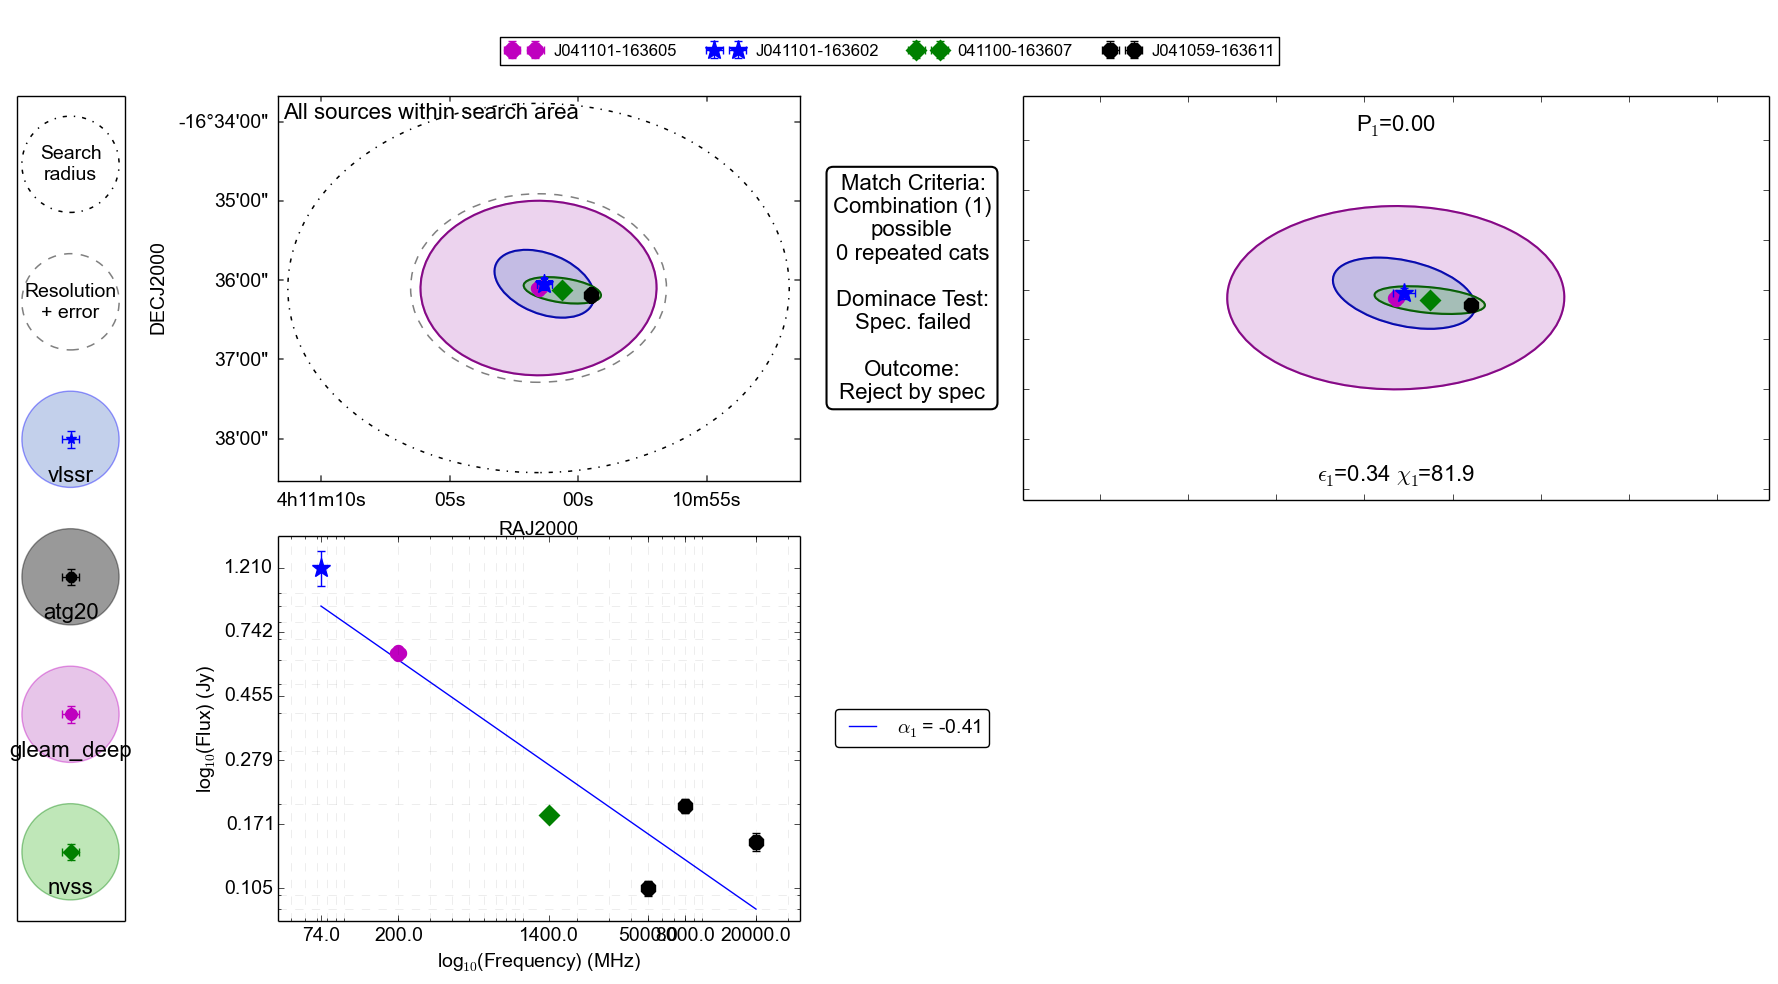 J041101-163605 J041101-163602 041100-163607 J041059-163611
Search
radius
Resolution
+ error
vlssr
atg20
gleam_deep
nvss
All sources within search area
DECJ2000
-16°34'00"
35'00"
36'00"
37'00"
38'00"
4h11m10s 05s 00s 10m55s
RAJ2000
Match Criteria:
Combination (1)
possible
0 repeated cats
Dominace Test:
Spec. failed
Outcome:
Reject by spec
P1=0.00
ϵ1=0.34 χ1=81.9
log10(Flux) (Jy)
1.210
0.742
0.455
0.279
0.171
0.105
74.0 200.0 1400.0 5000.0 8000.0 20000.0
log10(Frequency) (MHz)
α1 = -0.41